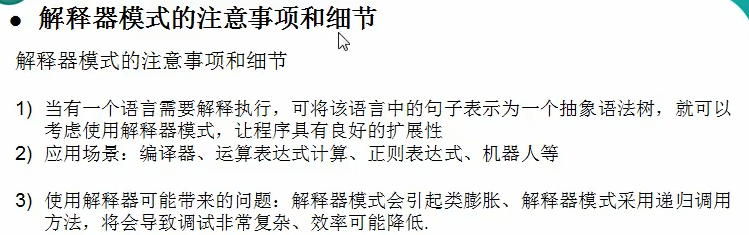 ● 解释器模式的注意事项和细节
解释器模式的注意事项和细节
1) 当有一个语言需要解释执行，可将该语言中的句子表示为一个抽象语法树，就可以
考虑使用解释器模式，让程序具有良好的扩展性
2) 应用场景：编译器、运算表达式计算、正则表达式、机器人等
3) 使用解释器可能带来的问题：解释器模式会引起类膨胀、解释器模式采用递归调用
方法，将会导致调试非常复杂、效率可能降低.